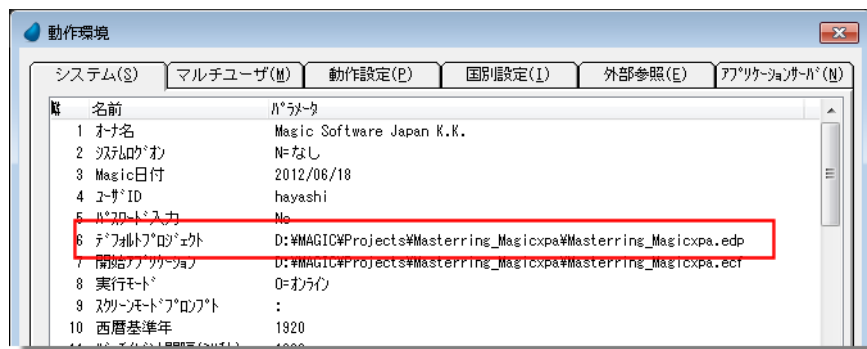 動作環境
システム(S) マルチユーザ(M) 動作設定(P) 国別設定(I) 外部参照(E) ｱﾌﾟﾘｹｰｼｮﾝｻｰﾊﾞ(N)
名前 ﾊﾟﾗﾒｰﾀ
1 ｵｰﾅ名 Magic Software Japan K.K.
2 ｼｽﾃﾑﾛｸﾞｵﾝ N=なし
3 Magic日付 2012/06/18
4 ﾕｰｻﾞID hayashi
5 ﾊﾟｽﾜｰﾄﾞ入力 No
6 ﾃﾞﾌｫﾙﾄﾌﾟﾛｼﾞｪｸﾄ D:¥MAGIC¥Projects¥Masterring_Magicxpa¥Masterring_Magicxpa.edp
7 開始ｱﾌﾟﾘｹｰｼｮﾝ D:¥MAGIC¥Projects¥Masterring_Magicxpa¥Masterring_Magicxpa.ecf
8 実行ﾓｰﾄﾞ O=ｵﾝﾗｲﾝ
9 ｽｸﾘｰﾝﾓｰﾄﾞﾌﾟﾛﾝﾌﾟﾄ :
10 西暦基準年 1920